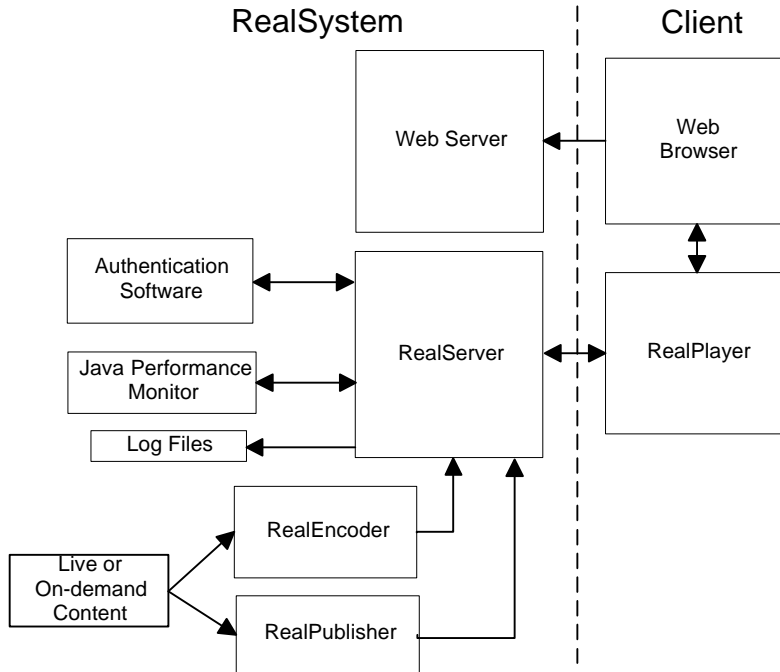 RealSystem
Client
Web Server
Web
Browser
Authentication
Software
RealServer
RealPlayer
Java Performance
Monitor
Log Files
RealEncoder
Live or
On-demand
Content
RealPublisher